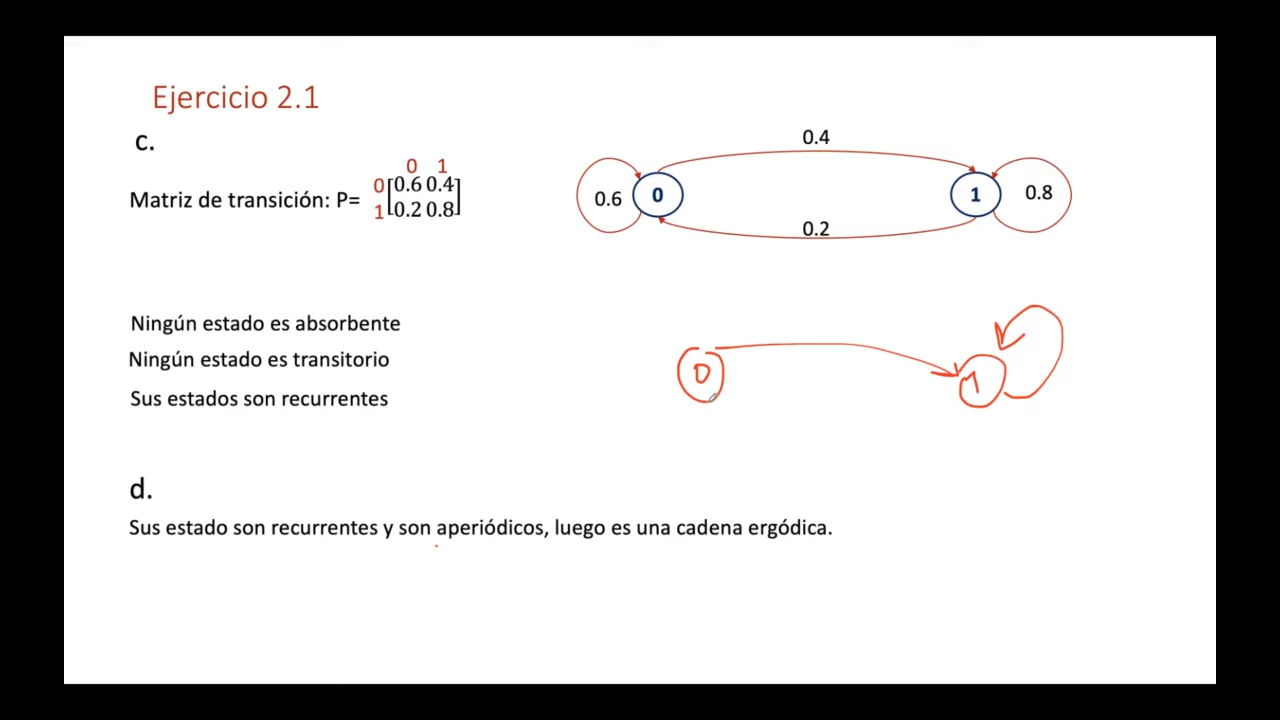 Ejercicio 2.1
c.
0.4
0 1
Matriz de transición: P= 0 [0.6 0.4]
1 [0.2 0.8]
0.6 0 1 0.8
0.2
Ningún estado es absorbente
Ningún estado es transitorio
0 1
Sus estados son recurrentes
d.
Sus estado son recurrentes y son aperiódicos, luego es una cadena ergódica.